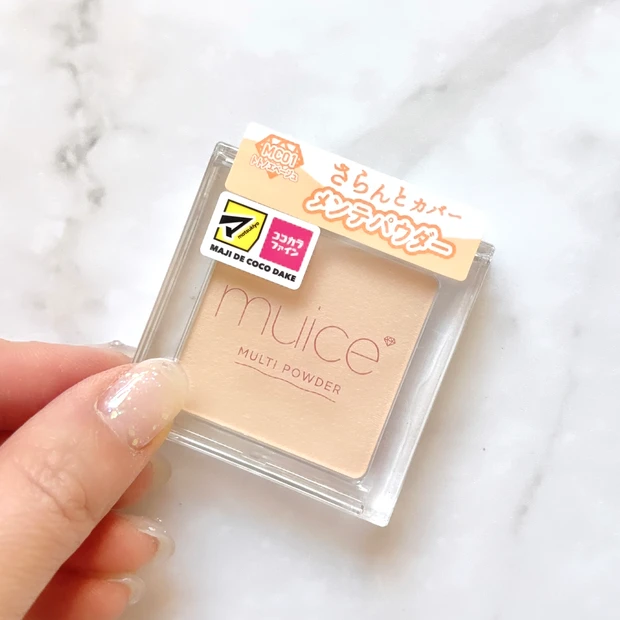 MC01
さらんとカバー
メンテパウダー
matsukiyo
ココカラ
ファイン
MAJI DE COCO DAKE
muice
MULTI POWDER